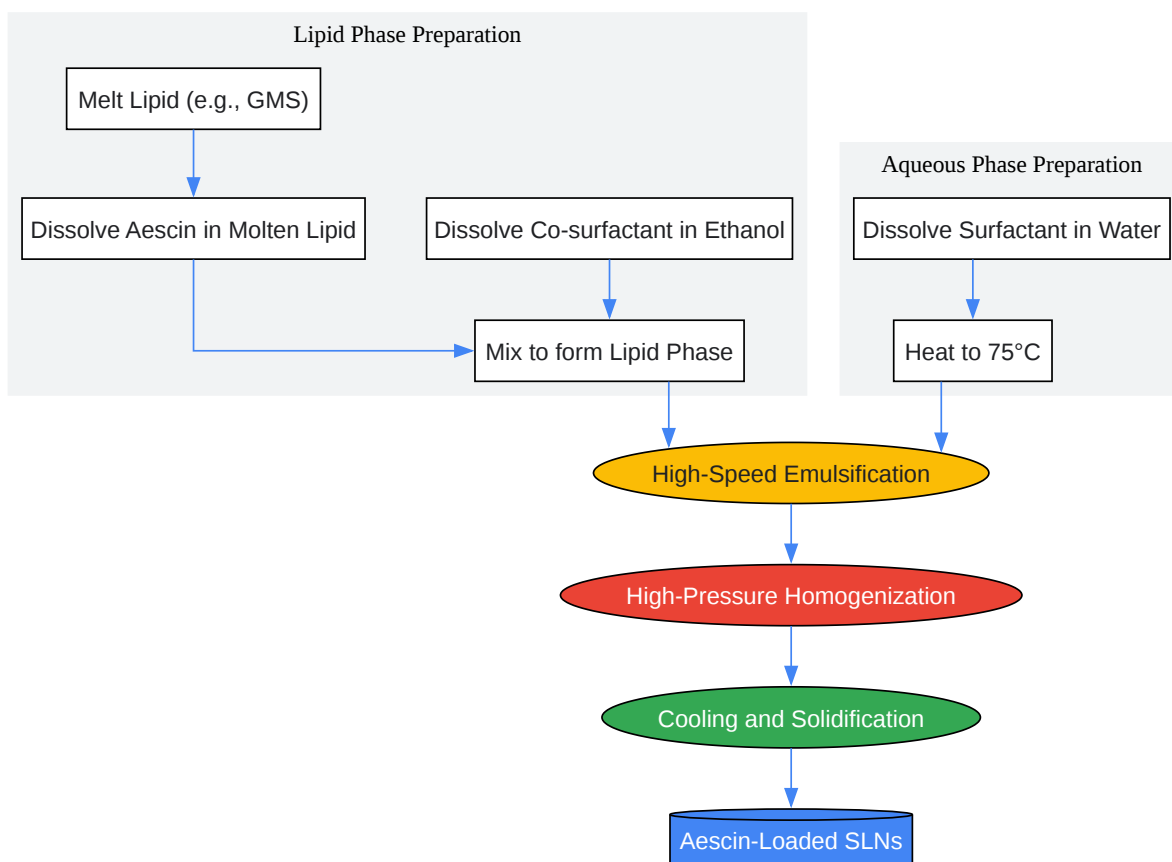 Lipid Phase Preparation
Melt Lipid (e.g., GMS)
Aqueous Phase Preparation
Dissolve Aescin in Molten Lipid
Dissolve Co-surfactant in Ethanol
Dissolve Surfactant in Water
Mix to form Lipid Phase
Heat to 75°C
High-Speed Emulsification
High-Pressure Homogenization
Cooling and Solidification
Aescin-Loaded SLNs